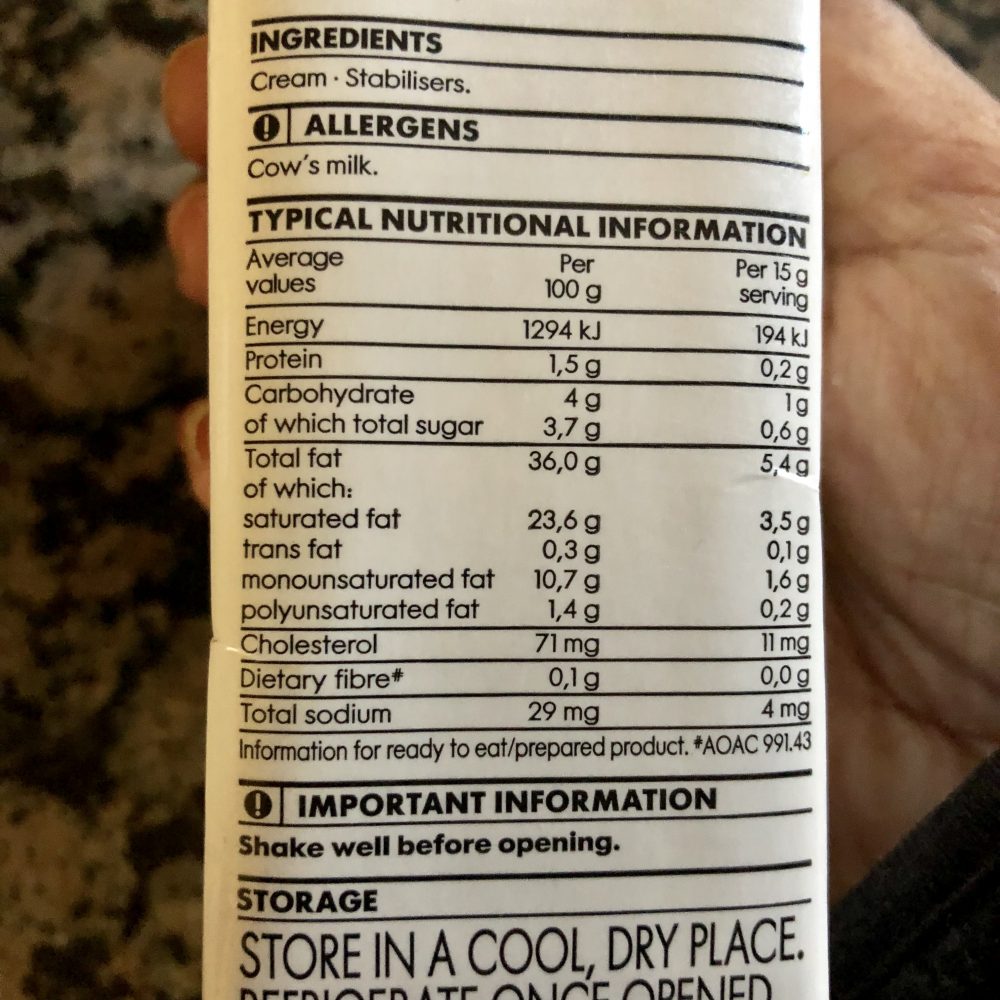 INGREDIENTS
Cream · Stabilisers.
ALLERGENS
Cow's milk.
TYPICAL NUTRITIONAL INFORMATION
Average values Per 100 g Per 15 g serving
Energy 1294 kJ 194 kJ
Protein 1,5 g 0,2 g
Carbohydrate 4 g 1 g
of which total sugar 3,7 g 0,6 g
Total fat 36,0 g 5,4 g
of which:
saturated fat 23,6 g 3,5 g
trans fat 0,3 g 0,1 g
monounsaturated fat 10,7 g 1,6 g
polyunsaturated fat 1,4 g 0,2 g
Cholesterol 71 mg 11 mg
Dietary fibre# 0,1 g 0,0 g
Total sodium 29 mg 4 mg
Information for ready to eat/prepared product. #AOAC 991.43
IMPORTANT INFORMATION
Shake well before opening.
STORAGE
STORE IN A COOL, DRY PLACE.
REFRIGERATE ONCE OPENED